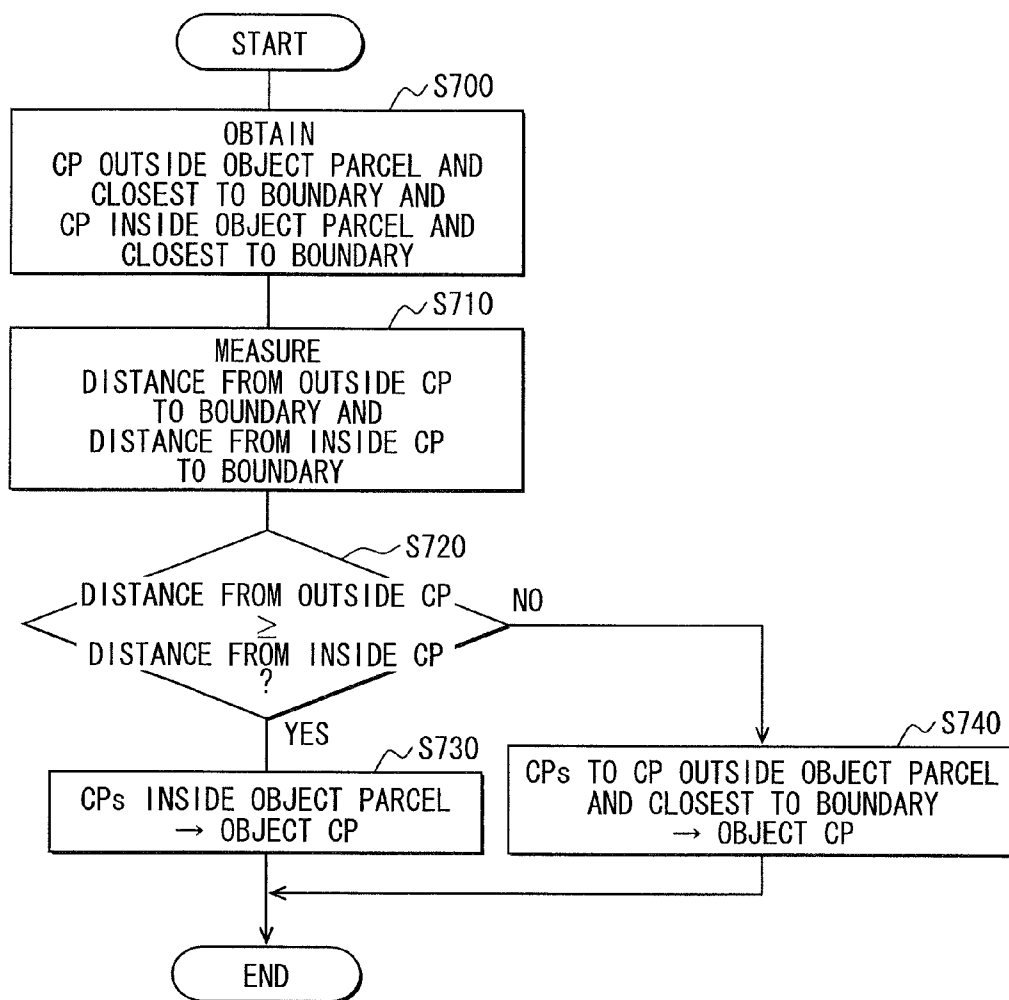 START
S700
OBTAIN
CP OUTSIDE OBJECT PARCEL AND
CLOSEST TO BOUNDARY AND
CP INSIDE OBJECT PARCEL AND
CLOSEST TO BOUNDARY
S710
MEASURE
DISTANCE FROM OUTSIDE CP
TO BOUNDARY AND
DISTANCE FROM INSIDE CP
TO BOUNDARY
S720
DISTANCE FROM OUTSIDE CP
≥
DISTANCE FROM INSIDE CP
?
NO
YES
S730
CPs INSIDE OBJECT PARCEL
→ OBJECT CP
S740
CPs TO CP OUTSIDE OBJECT PARCEL
AND CLOSEST TO BOUNDARY
→ OBJECT CP
END